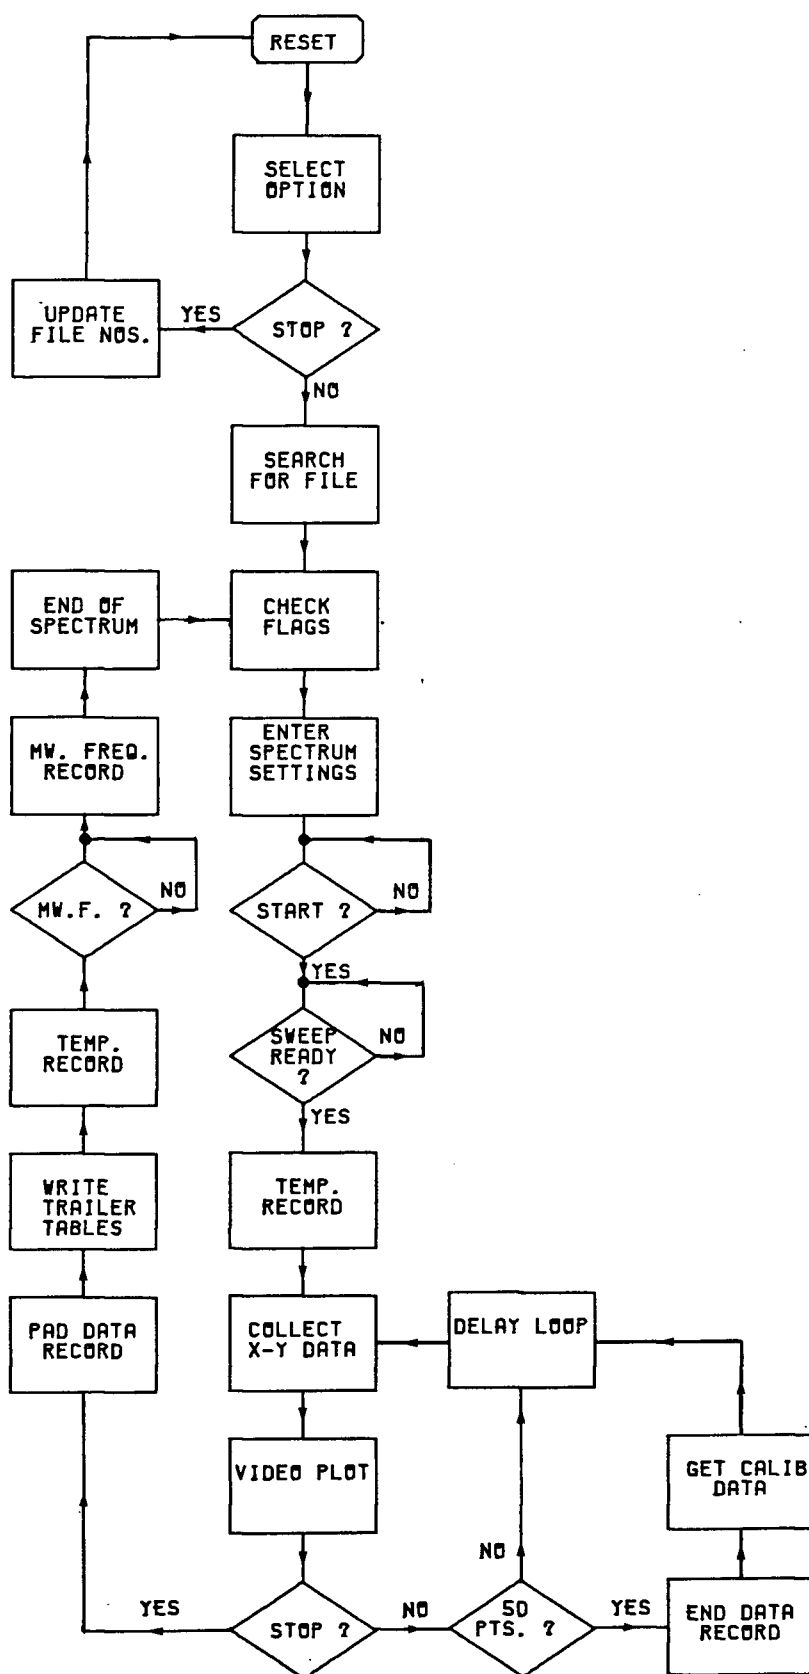 RESET
SELECT
OPTION
UPDATE
FILE NOS.
YES
STOP ?
NO
SEARCH
FOR FILE
END OF
SPECTRUM
CHECK
FLAGS
MW. FREQ.
RECORD
ENTER
SPECTRUM
SETTINGS
MW.F. ?
NO
START ?
NO
YES
TEMP.
RECORD
SWEEP
READY
?
NO
YES
WRITE
TRAILER
TABLES
TEMP.
RECORD
PAD DATA
RECORD
COLLECT
X-Y DATA
DELAY LOOP
VIDEO PLOT
GET CALIB
DATA
YES
STOP ?
NO
NO
50
PTS. ?
YES
END DATA
RECORD